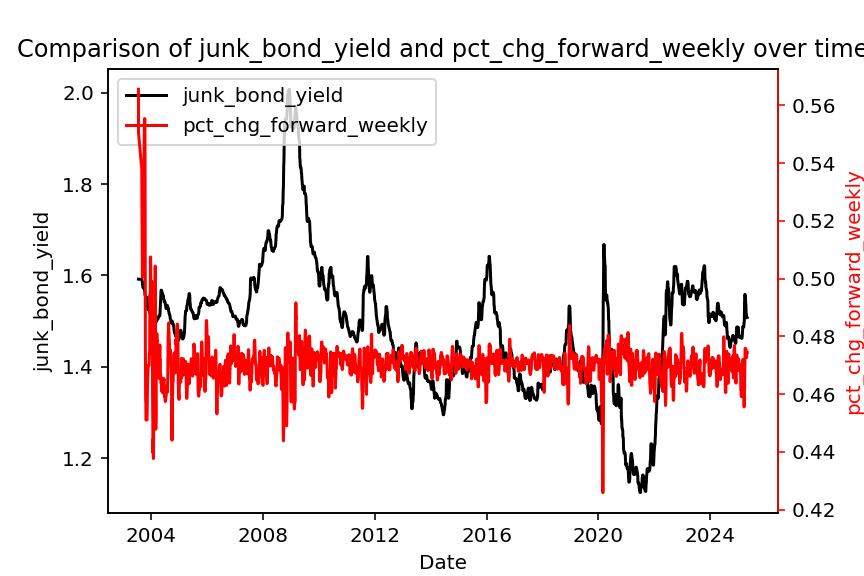 Comparison of junk_bond_yield and pct_chg_forward_weekly over time
junk_bond_yield
pct_chg_forward_weekly
2.0
1.8
1.6
1.4
1.2
junk_bond_yield
0.56
0.54
0.52
0.50
0.48
0.46
0.44
0.42
pct_chg_forward_weekly
2004 2008 2012 2016 2020 2024
Date